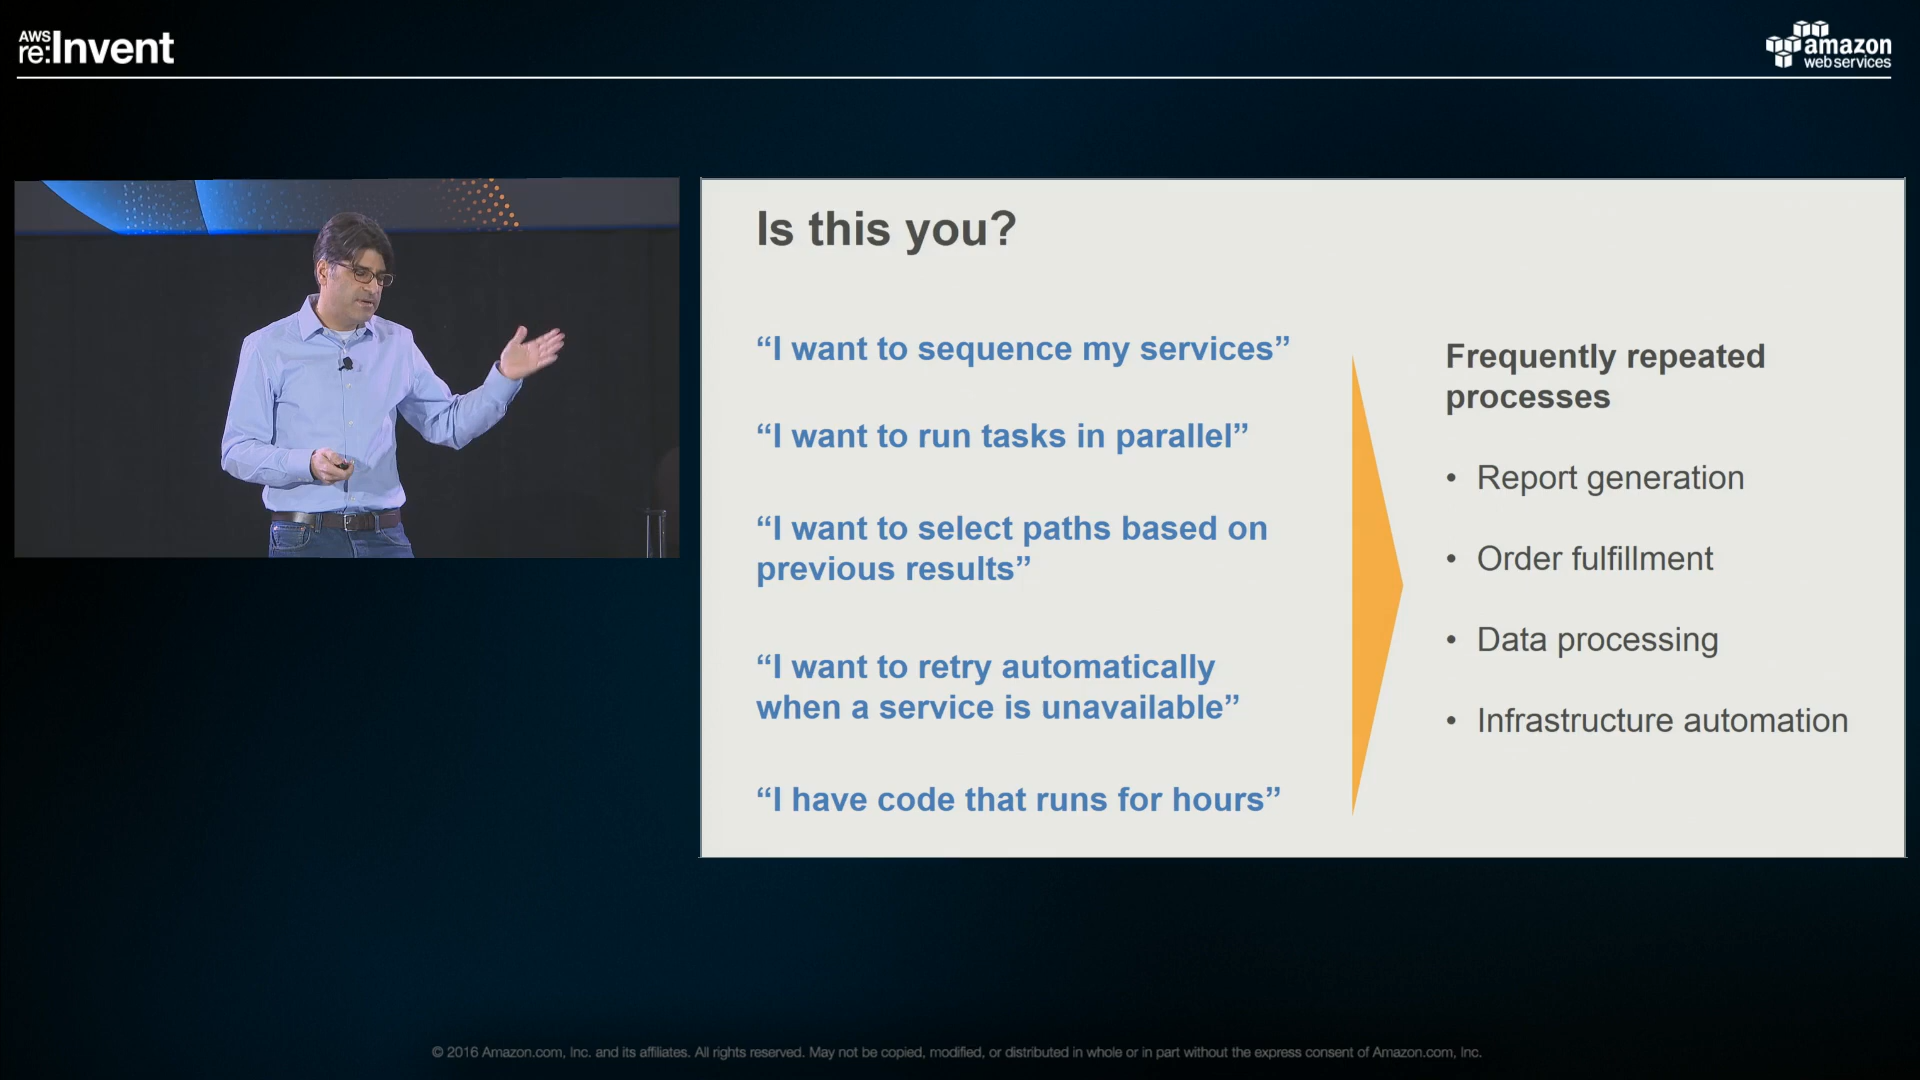 AWS
re:Invent
amazon
web services
Is this you?
“I want to sequence my services”
“I want to run tasks in parallel”
“I want to select paths based on
previous results”
“I want to retry automatically
when a service is unavailable”
“I have code that runs for hours”
Frequently repeated
processes
• Report generation
• Order fulfillment
• Data processing
• Infrastructure automation
© 2016 Amazon.com, Inc. and its affiliates. All rights reserved. May not be copied, modified, or distributed in whole or in part without the express consent of Amazon.com, Inc.